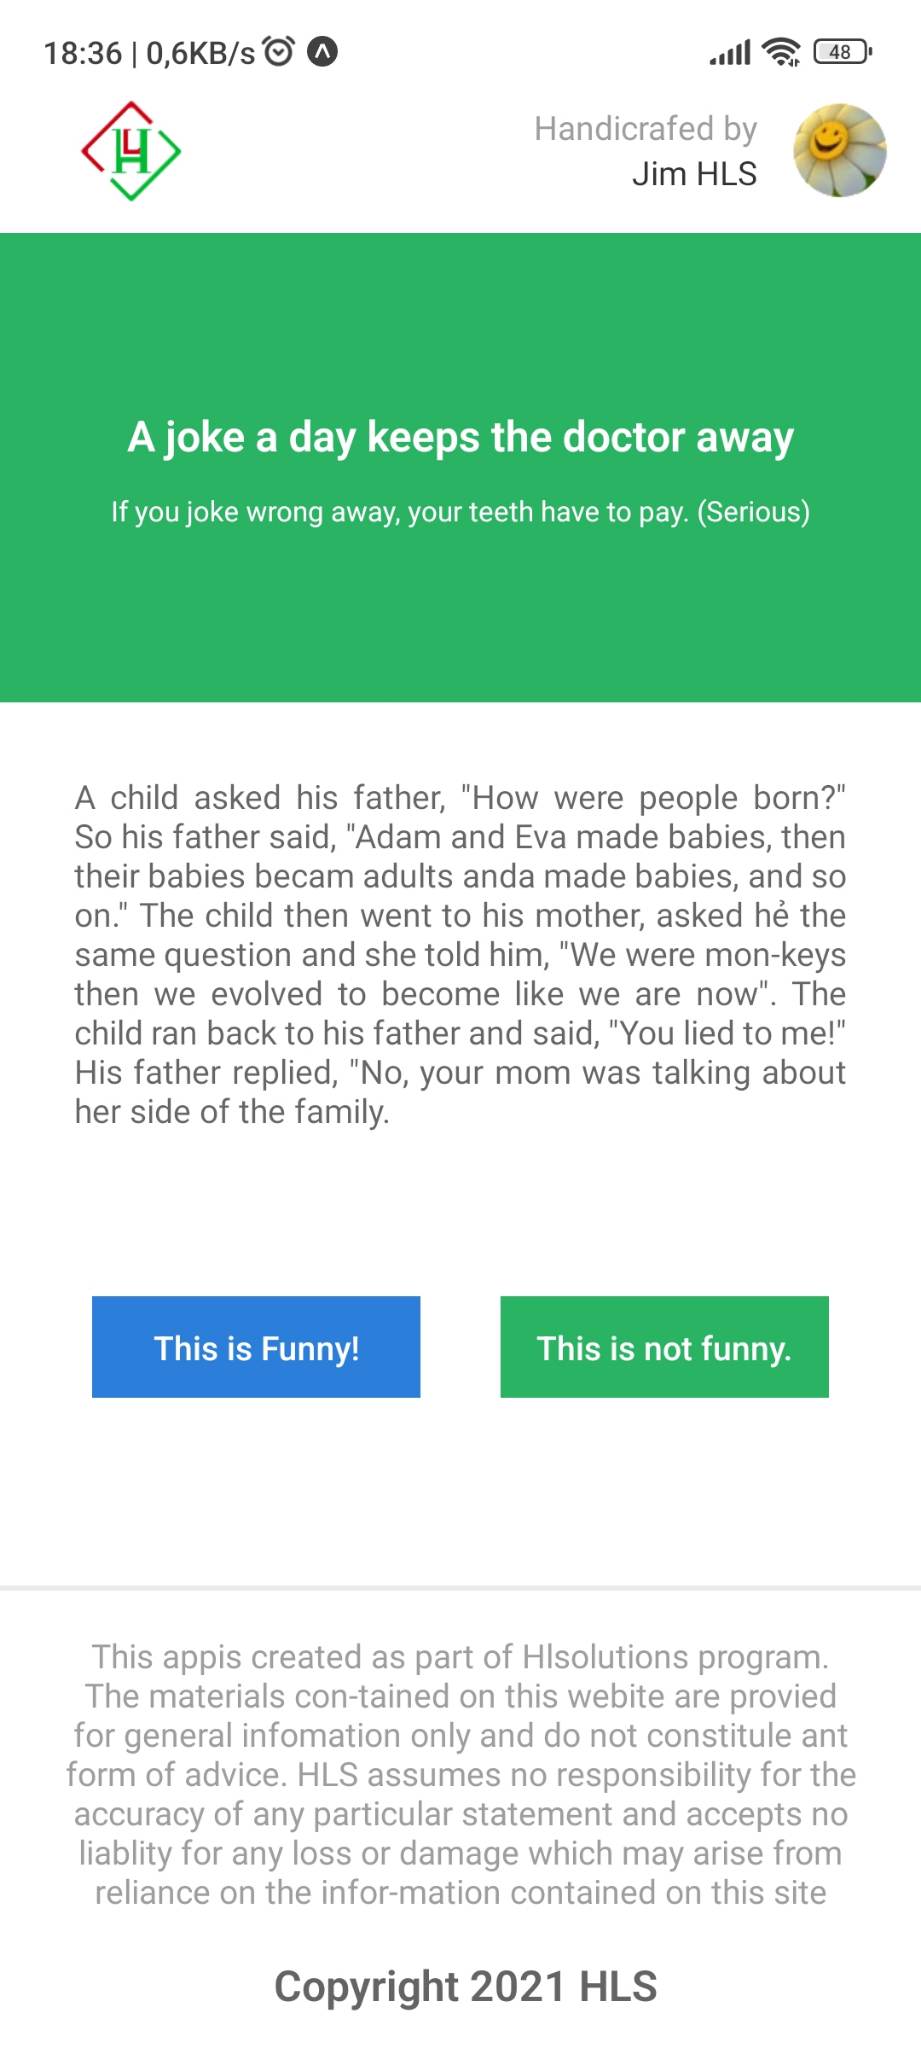 18:36 | 0,6KB/s
48
Handicrafed by
Jim HLS
A joke a day keeps the doctor away
If you joke wrong away, your teeth have to pay. (Serious)
A child asked his father, "How were people born?"
So his father said, "Adam and Eva made babies, then
their babies becam adults anda made babies, and so
on." The child then went to his mother, asked hẻ the
same question and she told him, "We were mon-keys
then we evolved to become like we are now". The
child ran back to his father and said, "You lied to me!"
His father replied, "No, your mom was talking about
her side of the family.
This is Funny!
This is not funny.
This appis created as part of Hlsolutions program.
The materials con-tained on this webite are provied
for general infomation only and do not constitule ant
form of advice. HLS assumes no responsibility for the
accuracy of any particular statement and accepts no
liablity for any loss or damage which may arise from
reliance on the infor-mation contained on this site
Copyright 2021 HLS